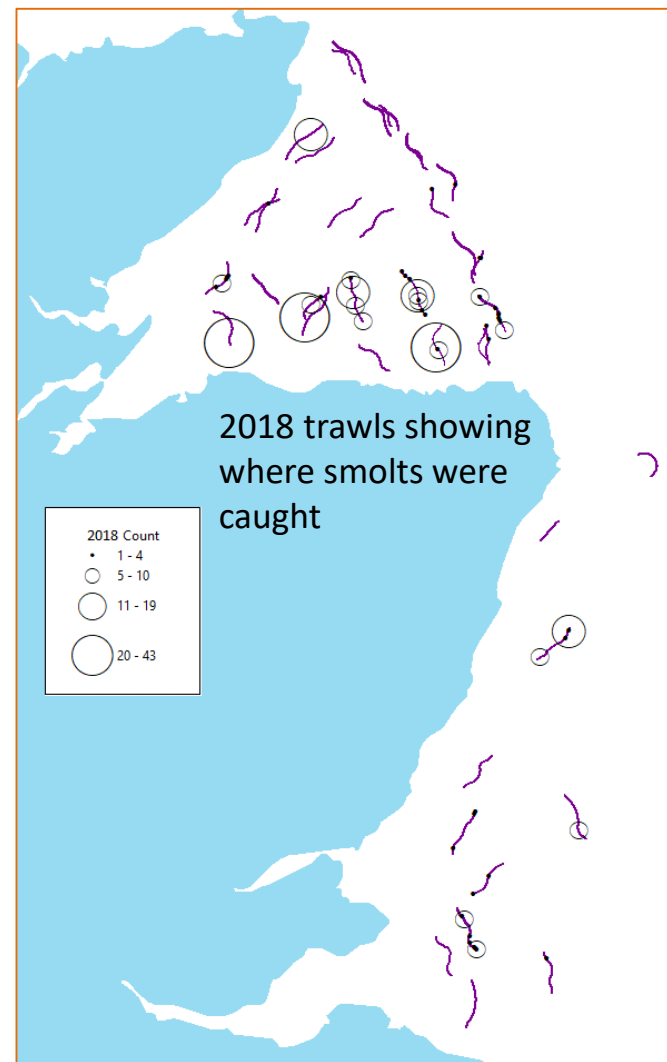 2018 trawls showing
where smolts were
caught
2018 Count
1 - 4
5 - 10
11 - 19
20 - 43